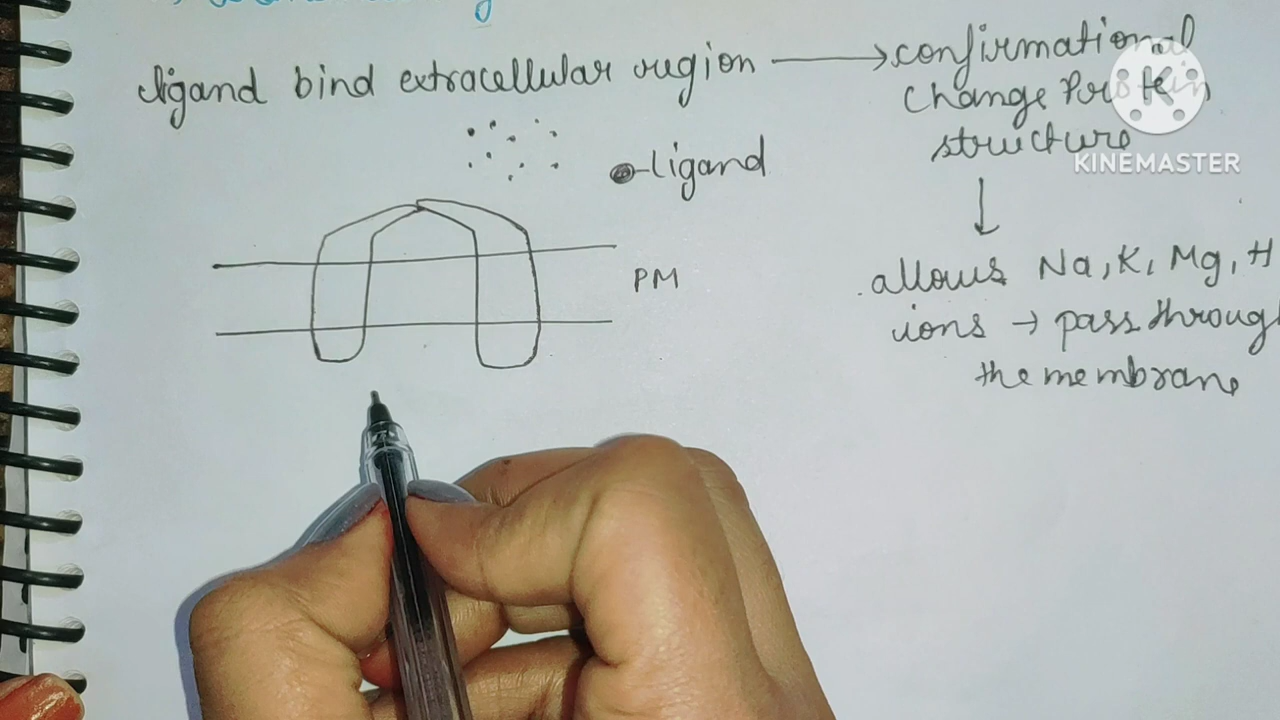 ligand bind extracellular region → confirmational
change Protein
structure
K
KINEMASTER
-ligand
↓
allows Na, K, Mg, H
ions → pass through
the membrane
PM